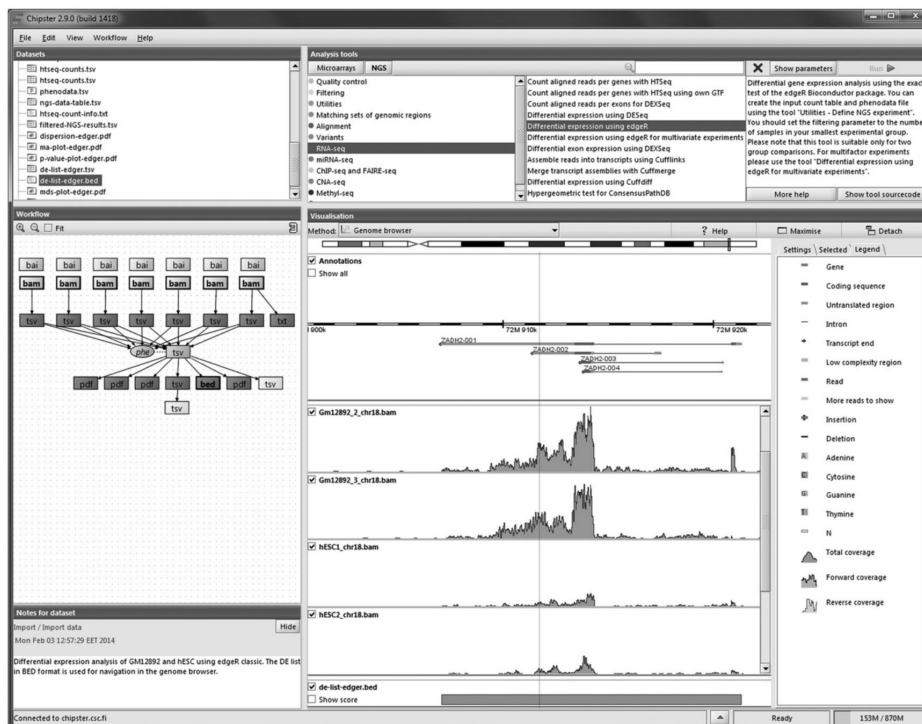 Chipster 2.9.0 (build 1418)
File Edit View Workflow Help
Datasets
htseq-counts.tsv
htseq-counts.tsv
phenodata.tsv
ngs-data-table.tsv
htseq-count-info.txt
filtered-NGS-results.tsv
dispersion-edger.pdf
ma-plot-edger.pdf
p-value-plot-edger.pdf
de-list-edger.tsv
de-list-edger.bed
mds-plot-edger.pdf
Analysis tools
Microarrays NGS
Quality control
Filtering
Utilities
Matching sets of genomic regions
Alignment
Variants
RNA-seq
miRNA-seq
ChIP and FAIRE-seq
CNA-seq
Methyl-seq
Count aligned reads per genes with HTSeq
Count aligned reads per genes with HTSeq using own GTF
Count aligned reads per exons for DEXSeq
Differential expression using DESeq
Differential expression using edgeR
Differential expression using edgeR for multivariate experiments
Differential exon expression using DEXSeq
Assemble reads into transcripts using Cufflinks
Merge transcript assemblies with Cuffmerge
Differential expression using Cuffdiff
Hypergeometric test for ConsensusPathDB
Show parameters Run
Differential gene expression analysis using the exact
test of the edgeR Bioconductor package. You can
create the input count table and phenodata file
using the tool "Utilities - Define NGS experiment".
You should set the filtering parameter to the number
of samples in your smallest experimental group.
Please note that this tool is suitable only for two
group comparisons. For multifactor experiments
please use the tool "Differential expression using
edgeR for multivariate experiments".
More help Show tool sourcecode
Workflow
Fit
bai bai bai bai bai bai bai
bam bam bam bam bam bam bam
tsv tsv tsv tsv tsv tsv tsv txt
phe tsv
pdf pdf pdf tsv bed pdf tsv
tsv
Notes for dataset
Import / Import data Hide
Mon Feb 03 12:57:29 EET 2014
Differential expression analysis of GM12892 and hESC using edgeR classic. The DE list
in BED format is used for navigation in the genome browser.
Visualisation
Method: Genome browser ? Help Maximise Detach
Annotations
Show all
900k 72M 910k 72M 920k
ZADH2-001
ZADH2-002
ZADH2-003
ZADH2-004
Gm12892_2_chr18.bam
Gm12892_3_chr18.bam
hESC1_chr18.bam
hESC2_chr18.bam
de-list-edger.bed
Show score
Settings Selected Legend
Gene
Coding sequence
Untranslated region
Intron
Transcript end
Low complexity region
Read
More reads to show
Insertion
Deletion
A Adenine
C Cytosine
G Guanine
T Thymine
N
Total coverage
Forward coverage
Reverse coverage
Connected to chipster.csc.fi Ready 153M / 870M